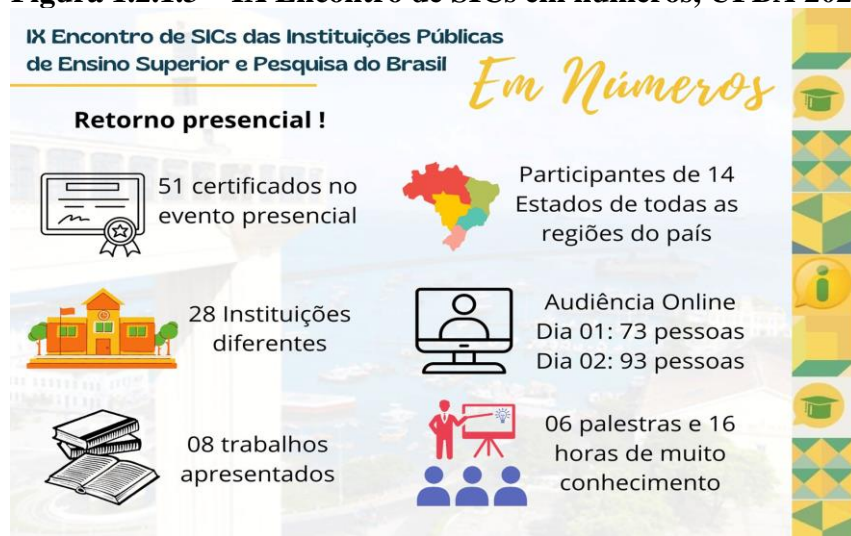 IX Encontro de SICs das Instituições Públicas
de Ensino Superior e Pesquisa do Brasil
Em Números
Retorno presencial !
51 certificados no
evento presencial
Participantes de 14
Estados de todas as
regiões do país
28 Instituições
diferentes
Audiência Online
Dia 01: 73 pessoas
Dia 02: 93 pessoas
08 trabalhos
apresentados
06 palestras e 16
horas de muito
conhecimento